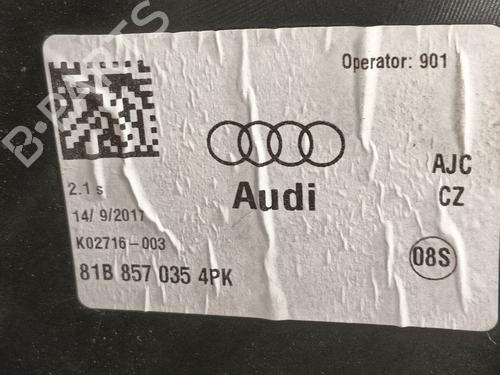 Operator: 901
AJC
CZ
Audi
2.1 s
14/ 9/2017
K02716-003
08S
81B 857 035 4PK
B-PARTS